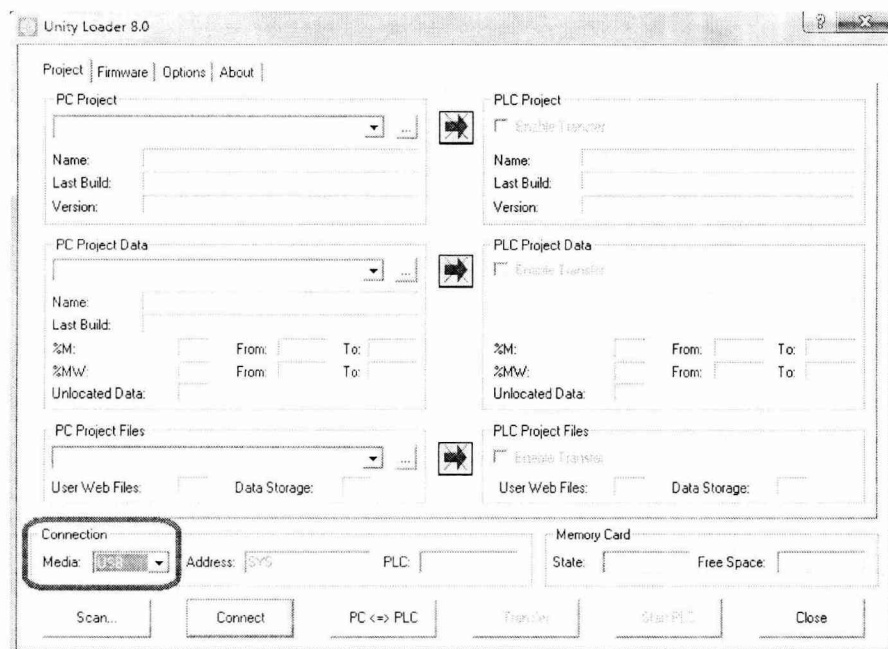 Unity Loader 8.0
Project Firmware Options About
PC Project
PLC Project
...
Enable Transfer
Name:
Name:
Last Build:
Last Build:
Version:
Version:
PC Project Data
PLC Project Data
...
Enable Transfer
Name:
Last Build:
%M: From: To:
%M: From: To:
%MW: From: To:
%MW: From: To:
Unlocated Data:
Unlocated Data:
PC Project Files
PLC Project Files
...
Enable Transfer
User Web Files: Data Storage:
User Web Files: Data Storage:
Connection
Memory Card
Media: USB Address: SYS PLC:
State: Free Space:
Scan... Connect PC <=> PLC Transfer Start PLC Close